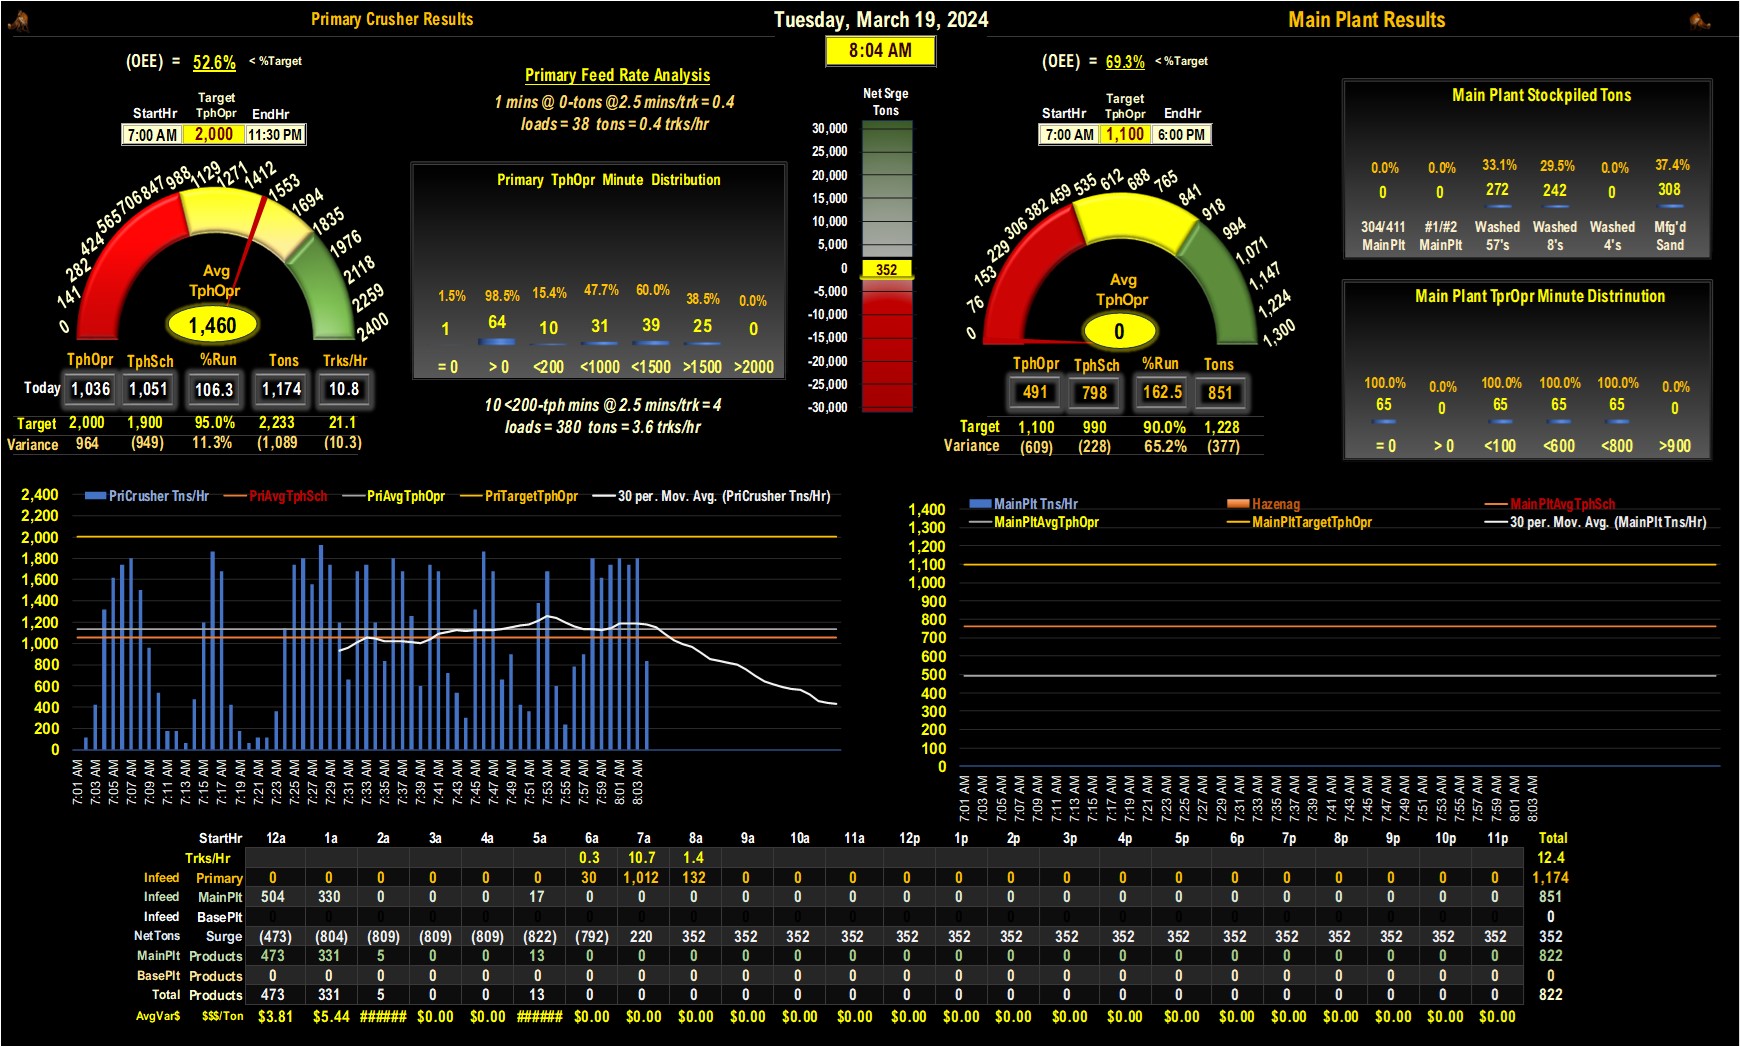 Primary Crusher Results
Tuesday, March 19, 2024
Main Plant Results
8:04 AM
(OEE) = 52.6% < %Target
StartHr Target TphOpr EndHr
7:00 AM 2,000 11:30 PM
0 141 282 424 565 706 847 988 1129 1271 1412 1553 1694 1835 1976 2118 2259 2400
Avg
TphOpr
1,460
TphOpr TphSch %Run Tons Trks/Hr
Today 1,036 1,051 106.3 1,174 10.8
Target 2,000 1,900 95.0% 2,233 21.1
Variance 964 (949) 11.3% (1,089) (10.3)
Primary Feed Rate Analysis
1 mins @ 0-tons @2.5 mins/trk = 0.4
loads = 38 tons = 0.4 trks/hr
Primary TphOpr Minute Distribution
1.5% 98.5% 15.4% 47.7% 60.0% 38.5% 0.0%
1 64 10 31 39 25 0
= 0 > 0 <200 <1000 <1500 >1500 >2000
10 <200-tph mins @ 2.5 mins/trk = 4
loads = 380 tons = 3.6 trks/hr
Net Srge
Tons
30,000
25,000
20,000
15,000
10,000
5,000
0 352
-5,000
-10,000
-15,000
-20,000
-25,000
-30,000
(OEE) = 69.3% < %Target
StartHr Target TphOpr EndHr
7:00 AM 1,100 6:00 PM
0 76 153 229 306 382 459 535 612 688 765 841 918 994 1,071 1,147 1,224 1,300
Avg
TphOpr
0
TphOpr TphSch %Run Tons
491 798 162.5 851
Target 1,100 990 90.0% 1,228
Variance (609) (228) 65.2% (377)
Main Plant Stockpiled Tons
0.0% 0.0% 33.1% 29.5% 0.0% 37.4%
0 0 272 242 0 308
304/411 #1/#2 Washed Washed Washed Mfg'd
MainPlt MainPlt 57's 8's 4's Sand
Main Plant TprOpr Minute Distrinution
100.0% 0.0% 100.0% 100.0% 100.0% 0.0%
65 0 65 65 65 0
= 0 > 0 <100 <600 <800 >900
PriCrusher Tns/Hr PriAvgTphSch PriAvgTphOpr PriTargetTphOpr 30 per. Mov. Avg. (PriCrusher Tns/Hr)
2,400
2,200
2,000
1,800
1,600
1,400
1,200
1,000
800
600
400
200
0
7:01 AM 7:03 AM 7:05 AM 7:07 AM 7:09 AM 7:11 AM 7:13 AM 7:15 AM 7:17 AM 7:19 AM 7:21 AM 7:23 AM 7:25 AM 7:27 AM 7:29 AM 7:31 AM 7:33 AM 7:35 AM 7:37 AM 7:39 AM 7:41 AM 7:43 AM 7:45 AM 7:47 AM 7:49 AM 7:51 AM 7:53 AM 7:55 AM 7:57 AM 7:59 AM 8:01 AM 8:03 AM
MainPlt Tns/Hr Hazenag MainPltAvgTphSch
MainPltAvgTphOpr MainPltTargetTphOpr 30 per. Mov. Avg. (MainPlt Tns/Hr)
1,400
1,300
1,200
1,100
1,000
900
800
700
600
500
400
300
200
100
0
7:01 AM 7:03 AM 7:05 AM 7:07 AM 7:09 AM 7:11 AM 7:13 AM 7:15 AM 7:17 AM 7:19 AM 7:21 AM 7:23 AM 7:25 AM 7:27 AM 7:29 AM 7:31 AM 7:33 AM 7:35 AM 7:37 AM 7:39 AM 7:41 AM 7:43 AM 7:45 AM 7:47 AM 7:49 AM 7:51 AM 7:53 AM 7:55 AM 7:57 AM 7:59 AM 8:01 AM 8:03 AM
StartHr 12a 1a 2a 3a 4a 5a 6a 7a 8a 9a 10a 11a 12p 1p 2p 3p 4p 5p 6p 7p 8p 9p 10p 11p Total
Trks/Hr 0.3 10.7 1.4 12.4
Infeed Primary 0 0 0 0 0 0 30 1,012 132 0 0 0 0 0 0 0 0 0 0 0 0 0 0 0 1,174
Infeed MainPlt 504 330 0 0 0 17 0 0 0 0 0 0 0 0 0 0 0 0 0 0 0 0 0 0 851
Infeed BasePlt 0 0 0 0 0 0 0 0 0 0 0 0 0 0 0 0 0 0 0 0 0 0 0 0 0
NetTons Surge (473) (804) (809) (809) (809) (822) (792) 220 352 352 352 352 352 352 352 352 352 352 352 352 352 352 352 352 352
MainPlt Products 473 331 5 0 0 13 0 0 0 0 0 0 0 0 0 0 0 0 0 0 0 0 0 0 822
BasePlt Products 0 0 0 0 0 0 0 0 0 0 0 0 0 0 0 0 0 0 0 0 0 0 0 0 0
Total Products 473 331 5 0 0 13 0 0 0 0 0 0 0 0 0 0 0 0 0 0 0 0 0 0 822
AvgVar$ $$$/Ton $3.81 $5.44 ###### $0.00 $0.00 ###### $0.00 $0.00 $0.00 $0.00 $0.00 $0.00 $0.00 $0.00 $0.00 $0.00 $0.00 $0.00 $0.00 $0.00 $0.00 $0.00 $0.00 $0.00